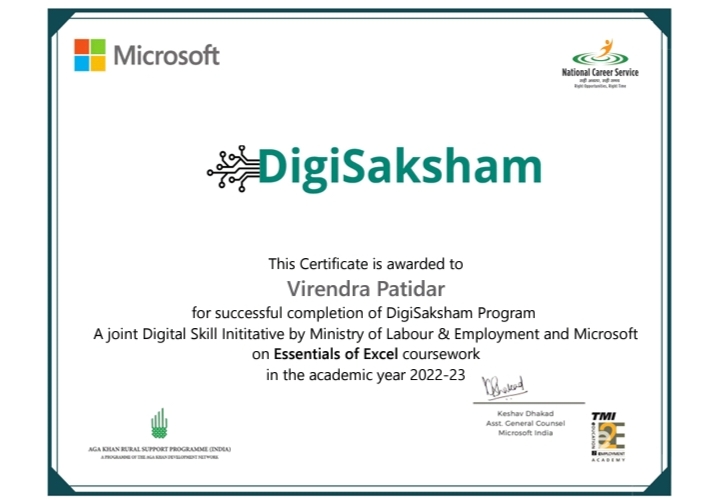 Microsoft
National Career Service
सही अवसर, सही समय
Right Opportunities, Right Time
DigiSaksham
This Certificate is awarded to
Virendra Patidar
for successful completion of DigiSaksham Program
A joint Digital Skill Inititative by Ministry of Labour & Employment and Microsoft
on Essentials of Excel coursework
in the academic year 2022-23
Keshav Dhakad
Asst. General Counsel
Microsoft India
AGA KHAN RURAL SUPPORT PROGRAMME (INDIA)
A PROGRAMME OF THE AGA KHAN DEVELOPMENT NETWORK
TMI
e2E
EDUCATION
EMPLOYMENT
ACADEMY